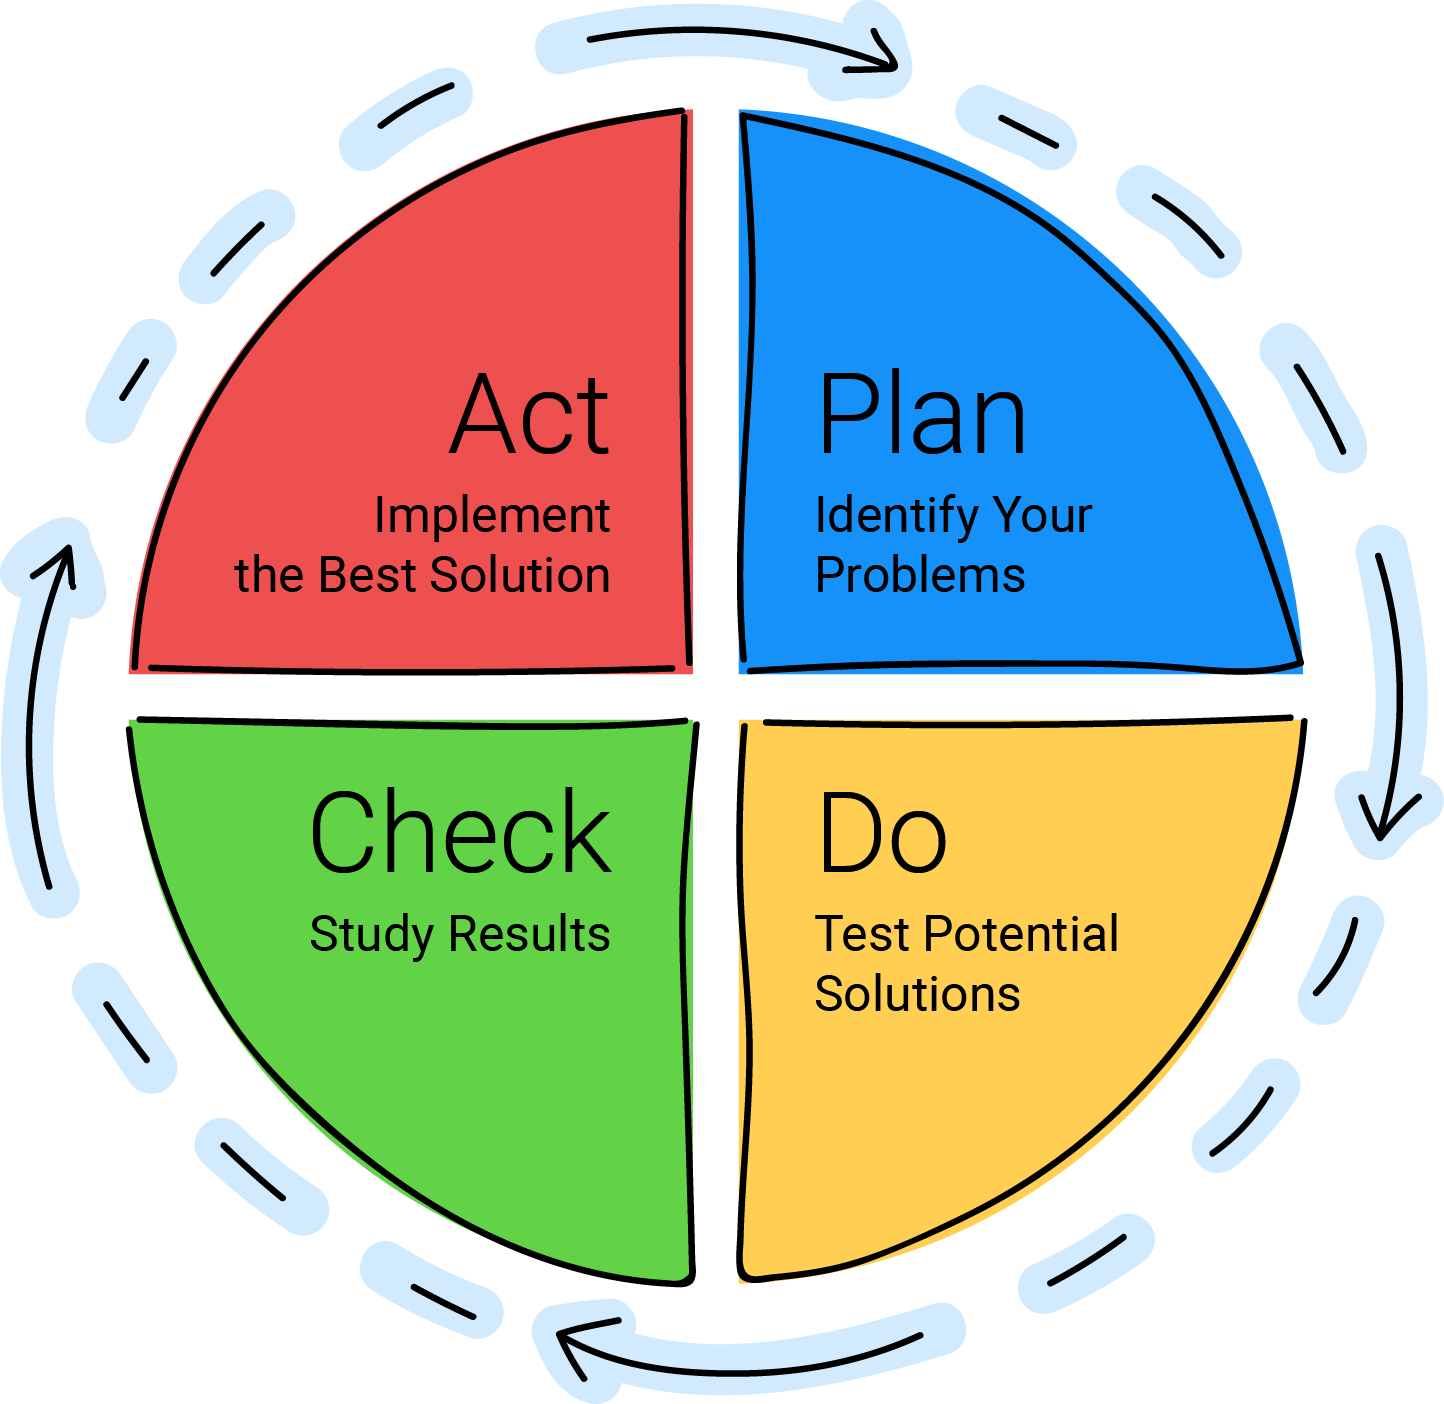 Act
Implement
the Best Solution
Plan
Identify Your
Problems
Check
Study Results
Do
Test Potential
Solutions